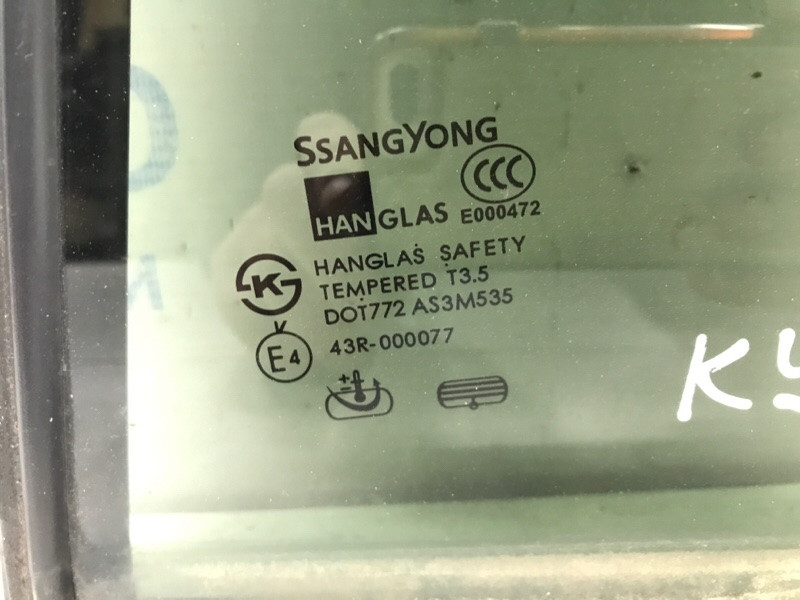 SSANGYONG
CCC
HANGLAS E000472
K
HANGLAS SAFETY
TEMPERED T3.5
DOT772 AS3M535
V
E4 43R-000077